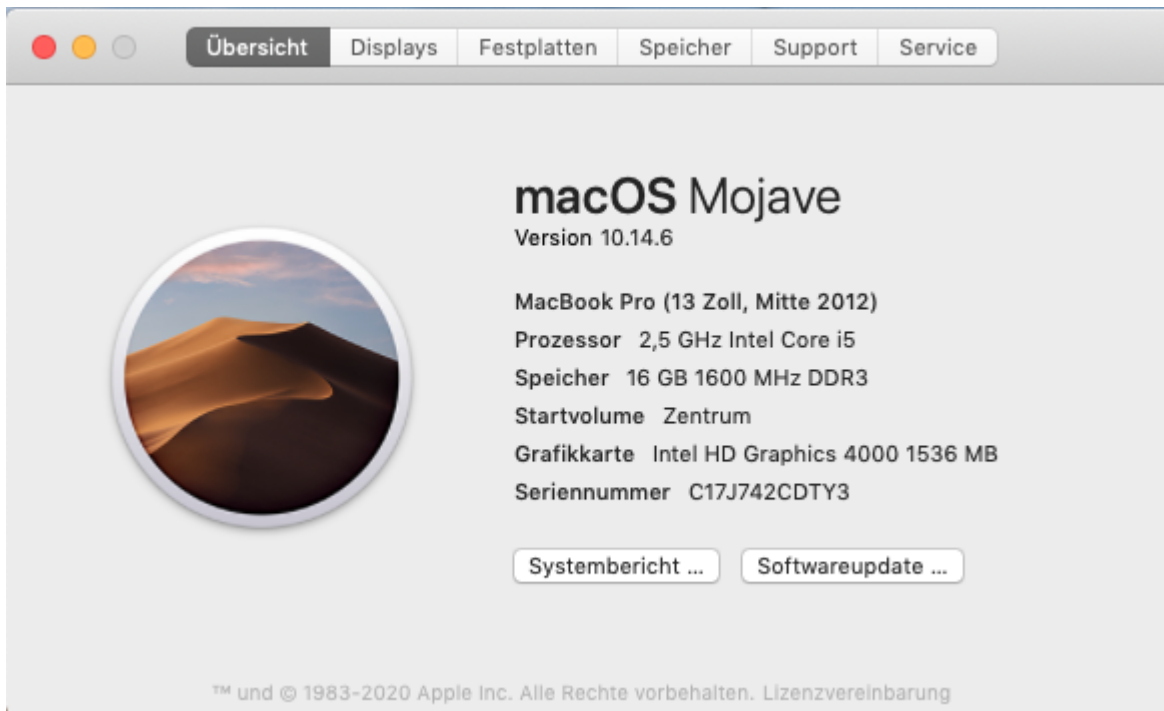 Übersicht Displays Festplatten Speicher Support Service
macOS Mojave
Version 10.14.6
MacBook Pro (13 Zoll, Mitte 2012)
Prozessor 2,5 GHz Intel Core i5
Speicher 16 GB 1600 MHz DDR3
Startvolume Zentrum
Grafikkarte Intel HD Graphics 4000 1536 MB
Seriennummer C17J742CDTY3
Systembericht ... Softwareupdate ...
™ und © 1983-2020 Apple Inc. Alle Rechte vorbehalten. Lizenzvereinbarung